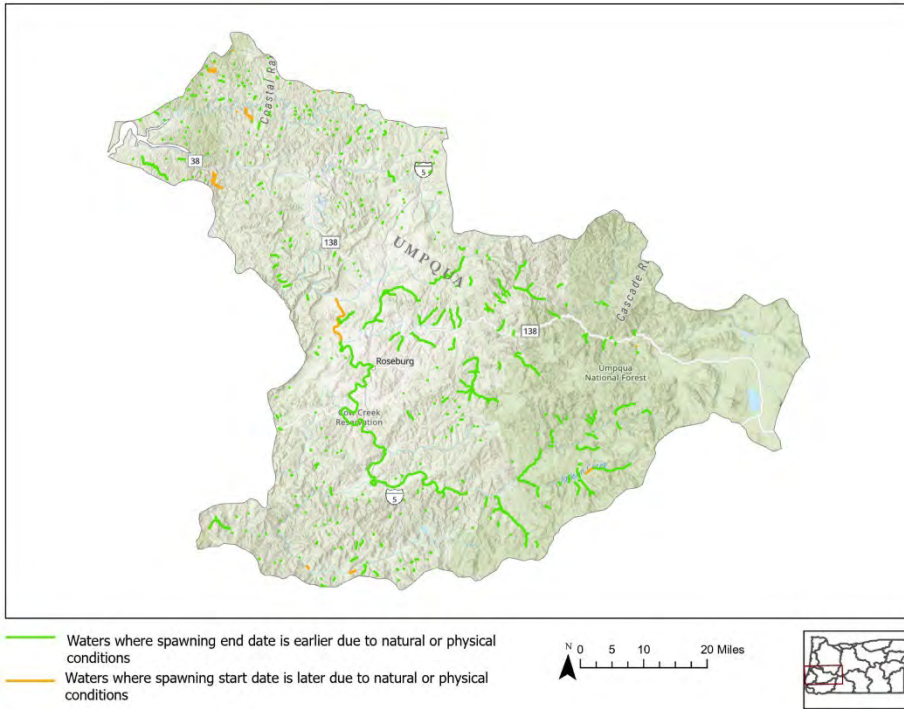 Coastal Ra
38
5
138
UMPQUA
Cascade R
138
Roseburg
Umpqua
National Forest
Cow Creek
Reservation
5
Waters where spawning end date is earlier due to natural or physical
conditions
Waters where spawning start date is later due to natural or physical
conditions
N
0 5 10 20 Miles